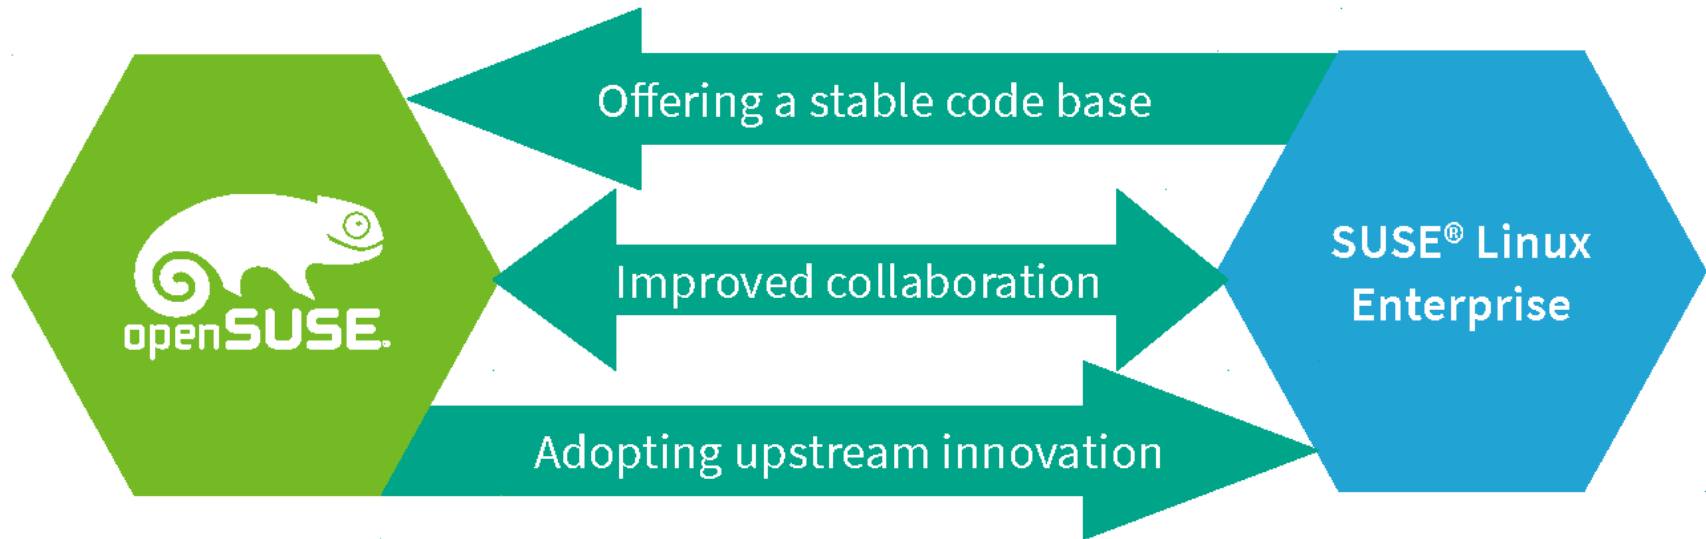 Offering a stable code base
openSUSE®
Improved collaboration
SUSE® Linux
Enterprise
Adopting upstream innovation